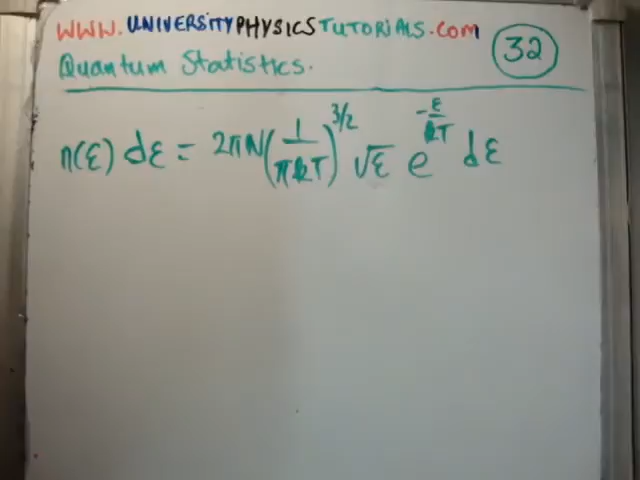 WWW.UNIVERSITYPHYSICSTUTORIALS.COM
32
Quantum Statistics.
n(ε) dε = 2πN(1/πkT)^3/2 √ε e^-ε/kT dε